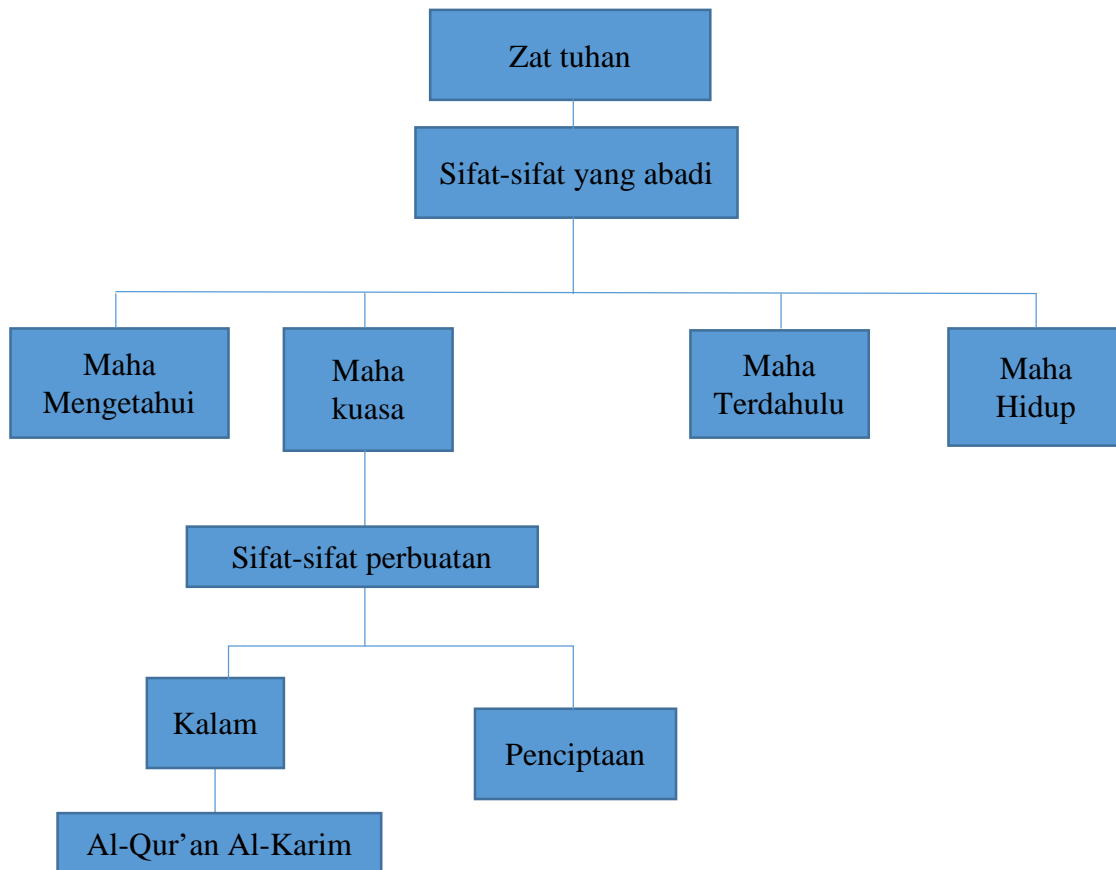 Zat tuhan
Sifat-sifat yang abadi
Maha
Mengetahui
Maha
kuasa
Maha
Terdahulu
Maha
Hidup
Sifat-sifat perbuatan
Kalam
Penciptaan
Al-Qur’an Al-Karim